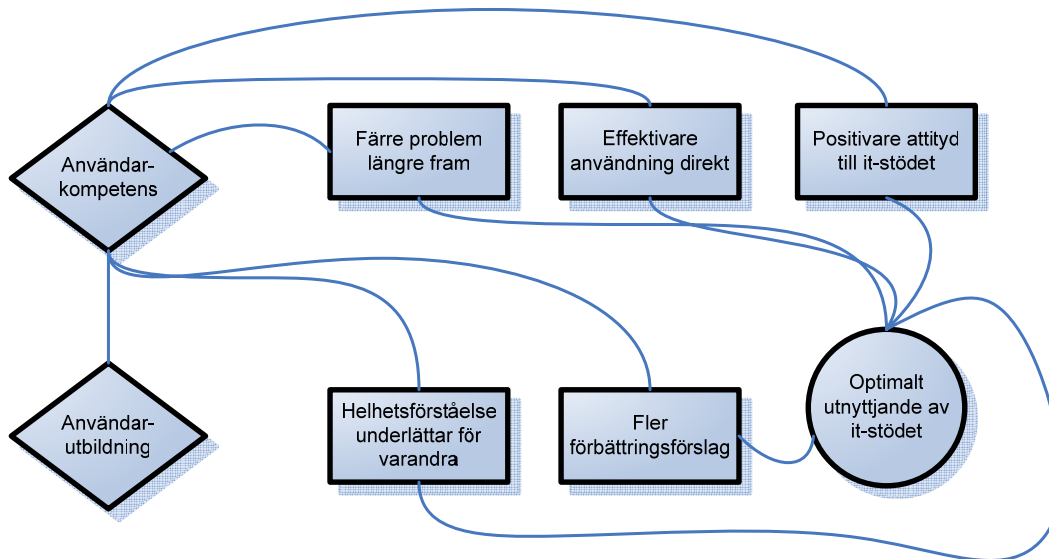 Användar-
kompetens
Färre problem
längre fram
Effektivare
användning direkt
Positivare attityd
till it-stödet
Användar-
utbildning
Helhetsförståelse
underlättar för
varandra
Fler
förbättringsförslag
Optimalt
utnyttjande av
it-stödet